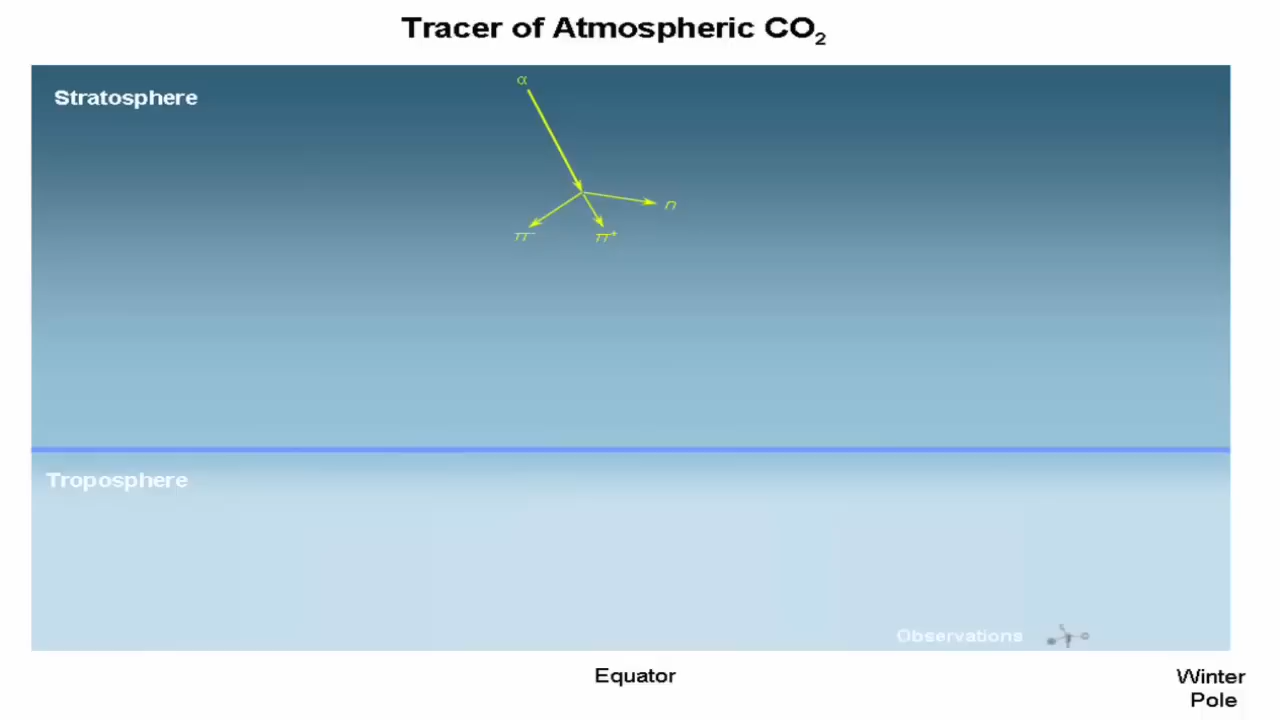 Tracer of Atmospheric CO₂
Stratosphere
α
n
π⁻
π⁺
Troposphere
Observations
Equator
Winter
Pole